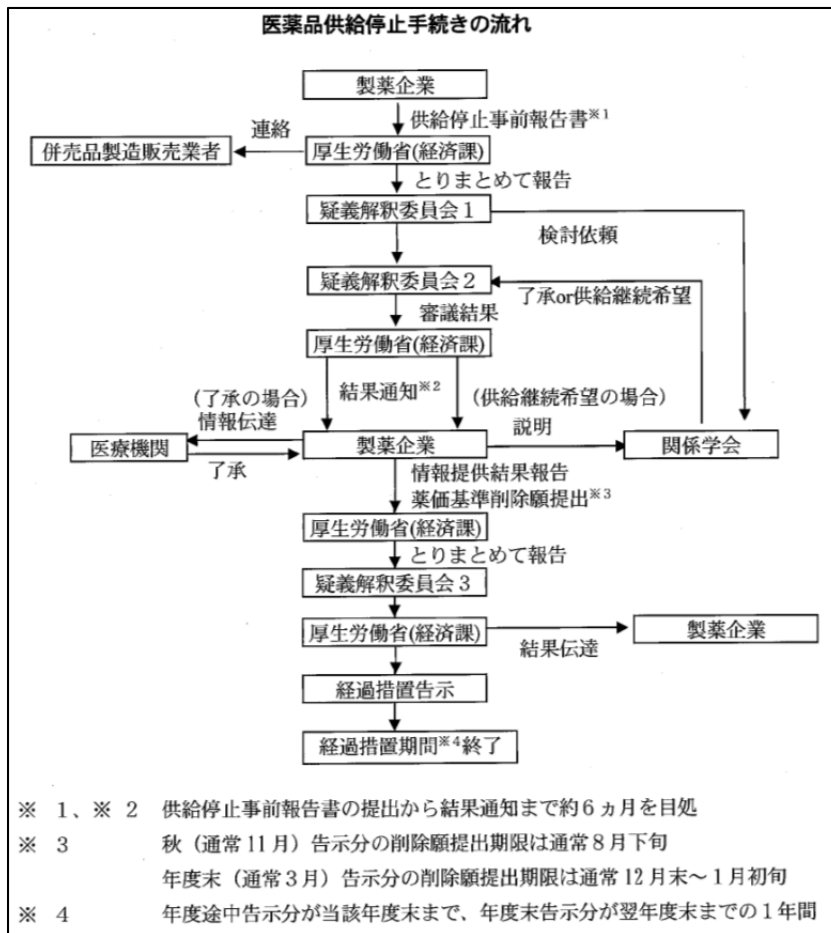 医薬品供給停止手続きの流れ
製薬企業
供給停止事前報告書※1
連絡
併売品製造販売業者
厚生労働省(経済課)
とりまとめて報告
疑義解釈委員会1
検討依頼
疑義解釈委員会2
了承or供給継続希望
審議結果
厚生労働省(経済課)
(了承の場合)
情報伝達
結果通知※2
(供給継続希望の場合)
説明
医療機関
製薬企業
関係学会
了承
情報提供結果報告
薬価基準削除願提出※3
厚生労働省(経済課)
とりまとめて報告
疑義解釈委員会3
厚生労働省(経済課)
製薬企業
結果伝達
経過措置告示
経過措置期間※4終了
※ 1、※ 2 供給停止事前報告書の提出から結果通知まで約6ヵ月を目処
※ 3 秋(通常11月)告示分の削除願提出期限は通常8月下旬
年度末(通常3月)告示分の削除願提出期限は通常12月末~1月初旬
※ 4 年度途中告示分が当該年度末まで、年度末告示分が翌年度末までの1年間